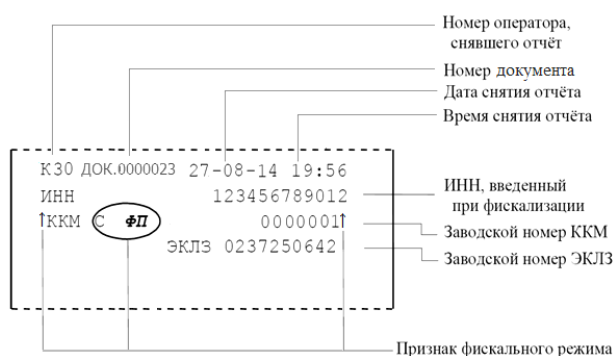 Номер оператора,
снявшего отчёт
Номер документа
Дата снятия отчёта
Время снятия отчёта
К30 ДОК.0000023 27-08-14 19:56
ИНН 123456789012
↑ККМ С ФП 0000001↑
ЭКЛЗ 0237250642
ИНН, введенный
при фискализации
Заводской номер ККМ
Заводской номер ЭКЛЗ
Признак фискального режима